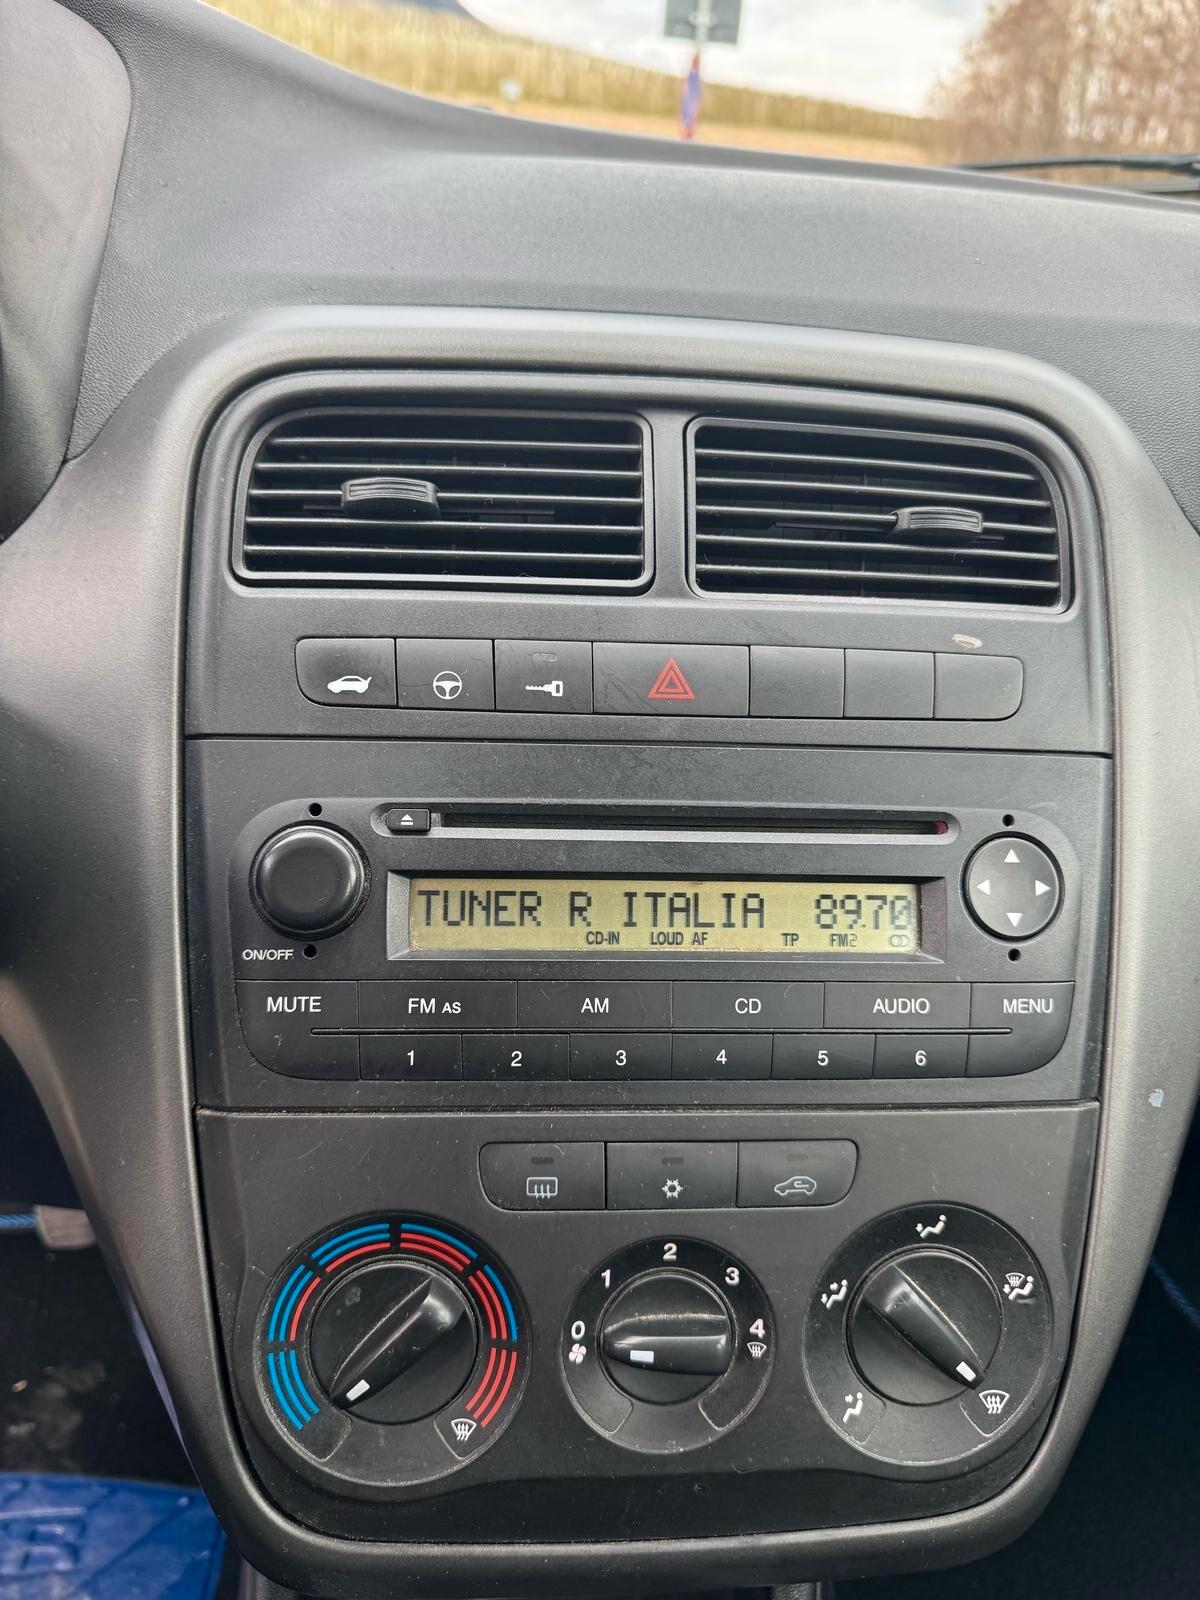 TUNER R ITALIA 89.70
CD-IN LOUD AF TP FM2
ON/OFF
MUTE FM AS AM CD AUDIO MENU
1 2 3 4 5 6
0 1 2 3 4